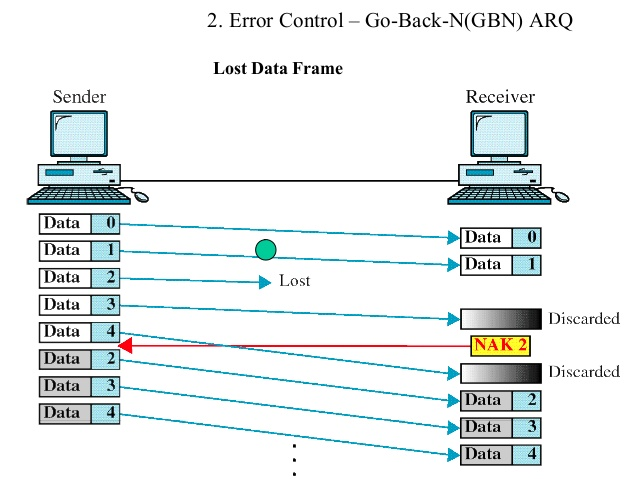 2. Error Control – Go-Back-N(GBN) ARQ
Lost Data Frame
Sender
Receiver
Data 0
Data 0
Data 1
Data 1
Data 2
Lost
Data 3
Discarded
Data 4
NAK 2
Data 2
Discarded
Data 3
Data 2
Data 4
Data 3
Data 4